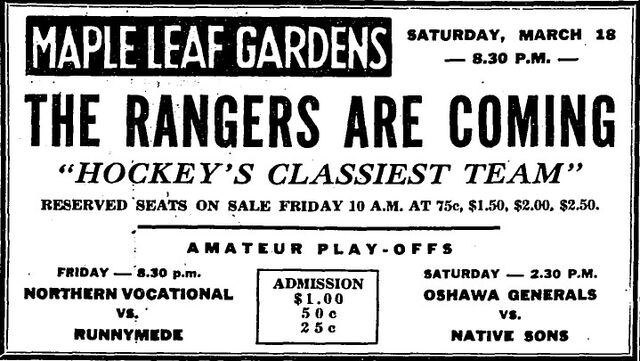 MAPLE LEAF GARDENS
SATURDAY, MARCH 18
— 8.30 P.M. —
THE RANGERS ARE COMING
"HOCKEY'S CLASSIEST TEAM"
RESERVED SEATS ON SALE FRIDAY 10 A.M. AT 75c, $1.50, $2.00, $2.50.
AMATEUR PLAY-OFFS
FRIDAY — 8.30 p.m.
NORTHERN VOCATIONAL
vs.
RUNNYMEDE
ADMISSION
$1.00
50c
25c
SATURDAY — 2.30 P.M.
OSHAWA GENERALS
vs.
NATIVE SONS